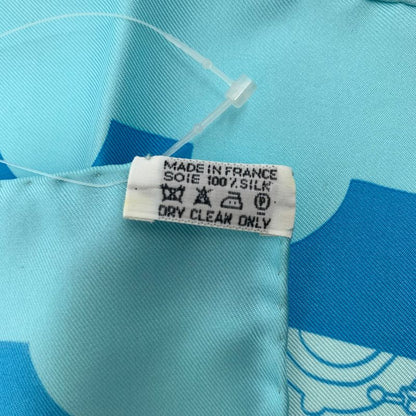 MADE IN FRANCE
SOIE 100% SILK
P
DRY CLEAN ONLY